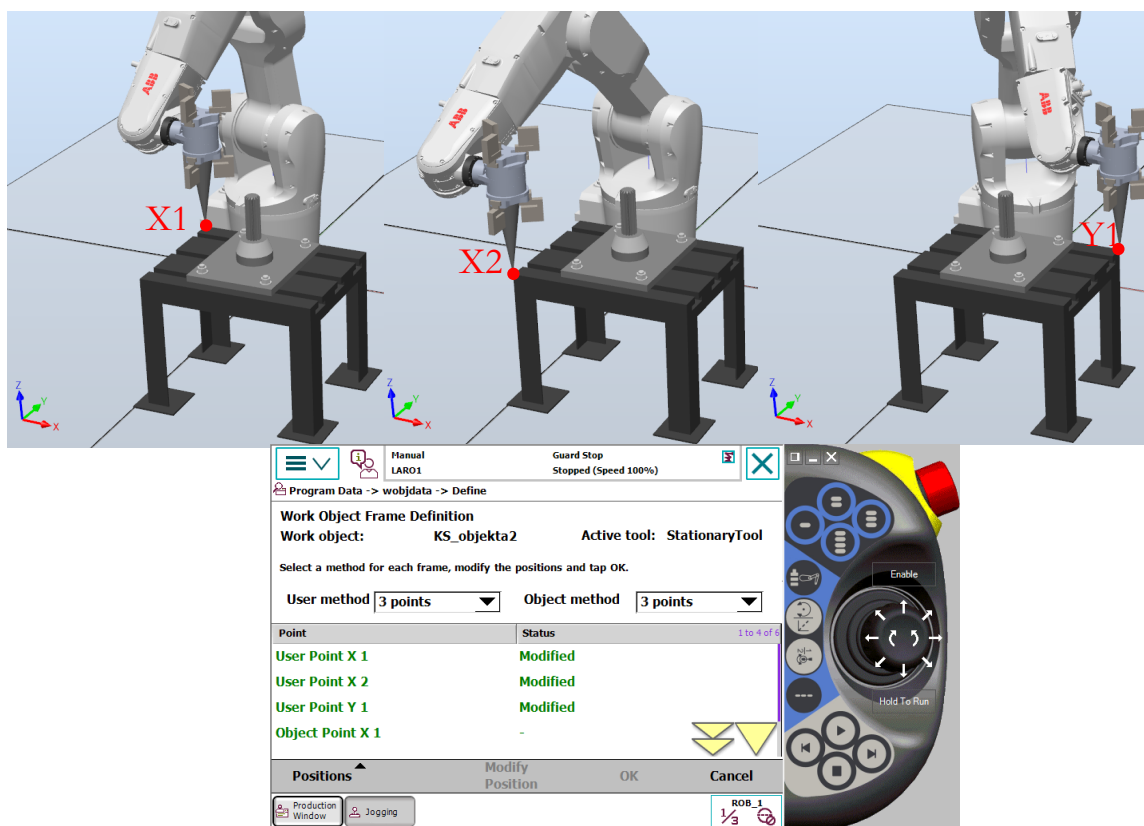 ABB
X1
Z
Y
X
ABB
X2
Z
Y
X
ABB
Y1
Z
Y
X
Manual
LARO1
Guard Stop
Stopped (Speed 100%)
Program Data -> wobjdata -> Define
Work Object Frame Definition
Work object: KS_objekta2 Active tool: StationaryTool
Select a method for each frame, modify the positions and tap OK.
User method 3 points Object method 3 points
Point Status 1 to 4 of 6
User Point X 1 Modified
User Point X 2 Modified
User Point Y 1 Modified
Object Point X 1 -
Positions Modify Position OK Cancel
Production Window
Jogging
ROB_1
1/3
Enable
Hold To Run